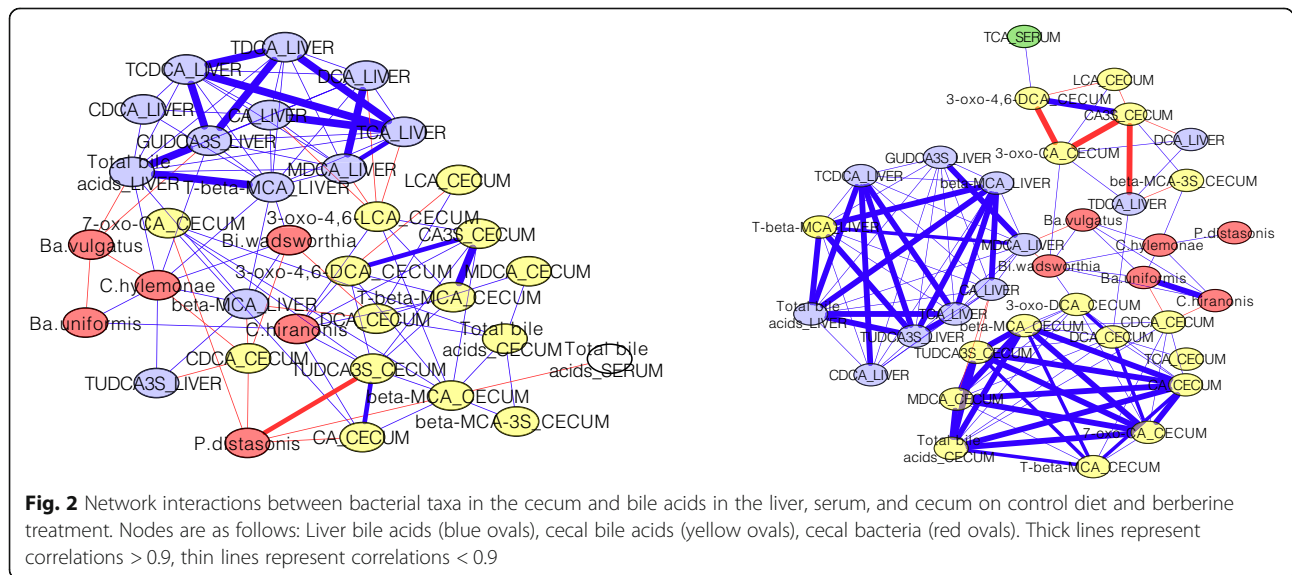 TDCA_LIVER
TCDCA_LIVER
DCA_LIVER
CDCA_LIVER
CA_LIVER
TCA_LIVER
GUDCA3S_LIVER
MDCA_LIVER
Total bile
acids_LIVER
T-beta-MCA_LIVER
LCA_CECUM
7-oxo-CA_CECUM
3-oxo-4,6-LCA_CECUM
Ba.vulgatus
Bi.wadsworthia
CA3S_CECUM
C.hylemonae
3-oxo-4,6-DCA_CECUM
MDCA_CECUM
beta-MCA_LIVER
T-beta-MCA_CECUM
Ba.uniformis
C.hiranonis
DCA_CECUM
Total bile
acids_CECUM
CDCA_CECUM
Total bile
acids_SERUM
TUDCA3S_LIVER
TUDCA3S_CECUM
beta-MCA_CECUM
beta-MCA-3S_CECUM
P.distasonis
CA_CECUM
TCA_SERUM
LCA_CECUM
3-oxo-4,6-DCA_CECUM
CA3S_CECUM
DCA_LIVER
3-oxo-CA_CECUM
GUDCA3S_LIVER
TCDCA_LIVER
beta-MCA_LIVER
beta-MCA-3S_CECUM
TDCA_LIVER
T-beta-MCA_LIVER
Ba.vulgatus
P.distasonis
MDCA_LIVER
C.hylemonae
Bi.wadsworthia
Ba.uniformis
CA_LIVER
C.hiranonis
Total bile
acids_LIVER
TCA_LIVER
3-oxo-DCA_CECUM
TUDCA3S_LIVER
beta-MCA_CECUM
CDCA_CECUM
DCA_CECUM
TUDCA3S_CECUM
TCA_CECUM
CDCA_LIVER
CA_CECUM
MDCA_CECUM
7-oxo-CA_CECUM
Total bile
acids_CECUM
T-beta-MCA_CECUM
Fig. 2 Network interactions between bacterial taxa in the cecum and bile acids in the liver, serum, and cecum on control diet and berberine
treatment. Nodes are as follows: Liver bile acids (blue ovals), cecal bile acids (yellow ovals), cecal bacteria (red ovals). Thick lines represent
correlations > 0.9, thin lines represent correlations < 0.9